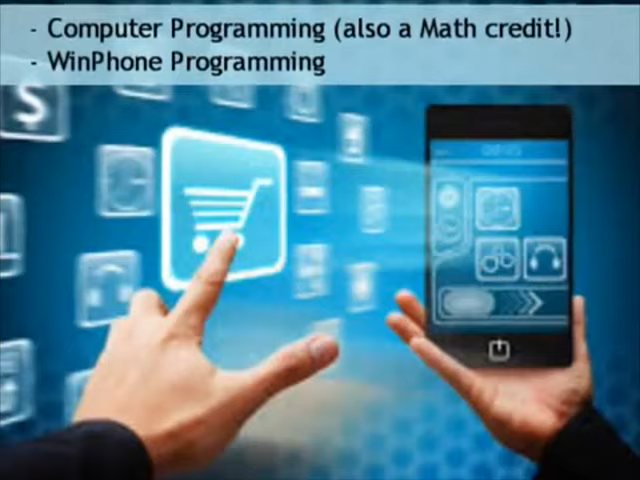 - Computer Programming (also a Math credit!)
- WinPhone Programming
$